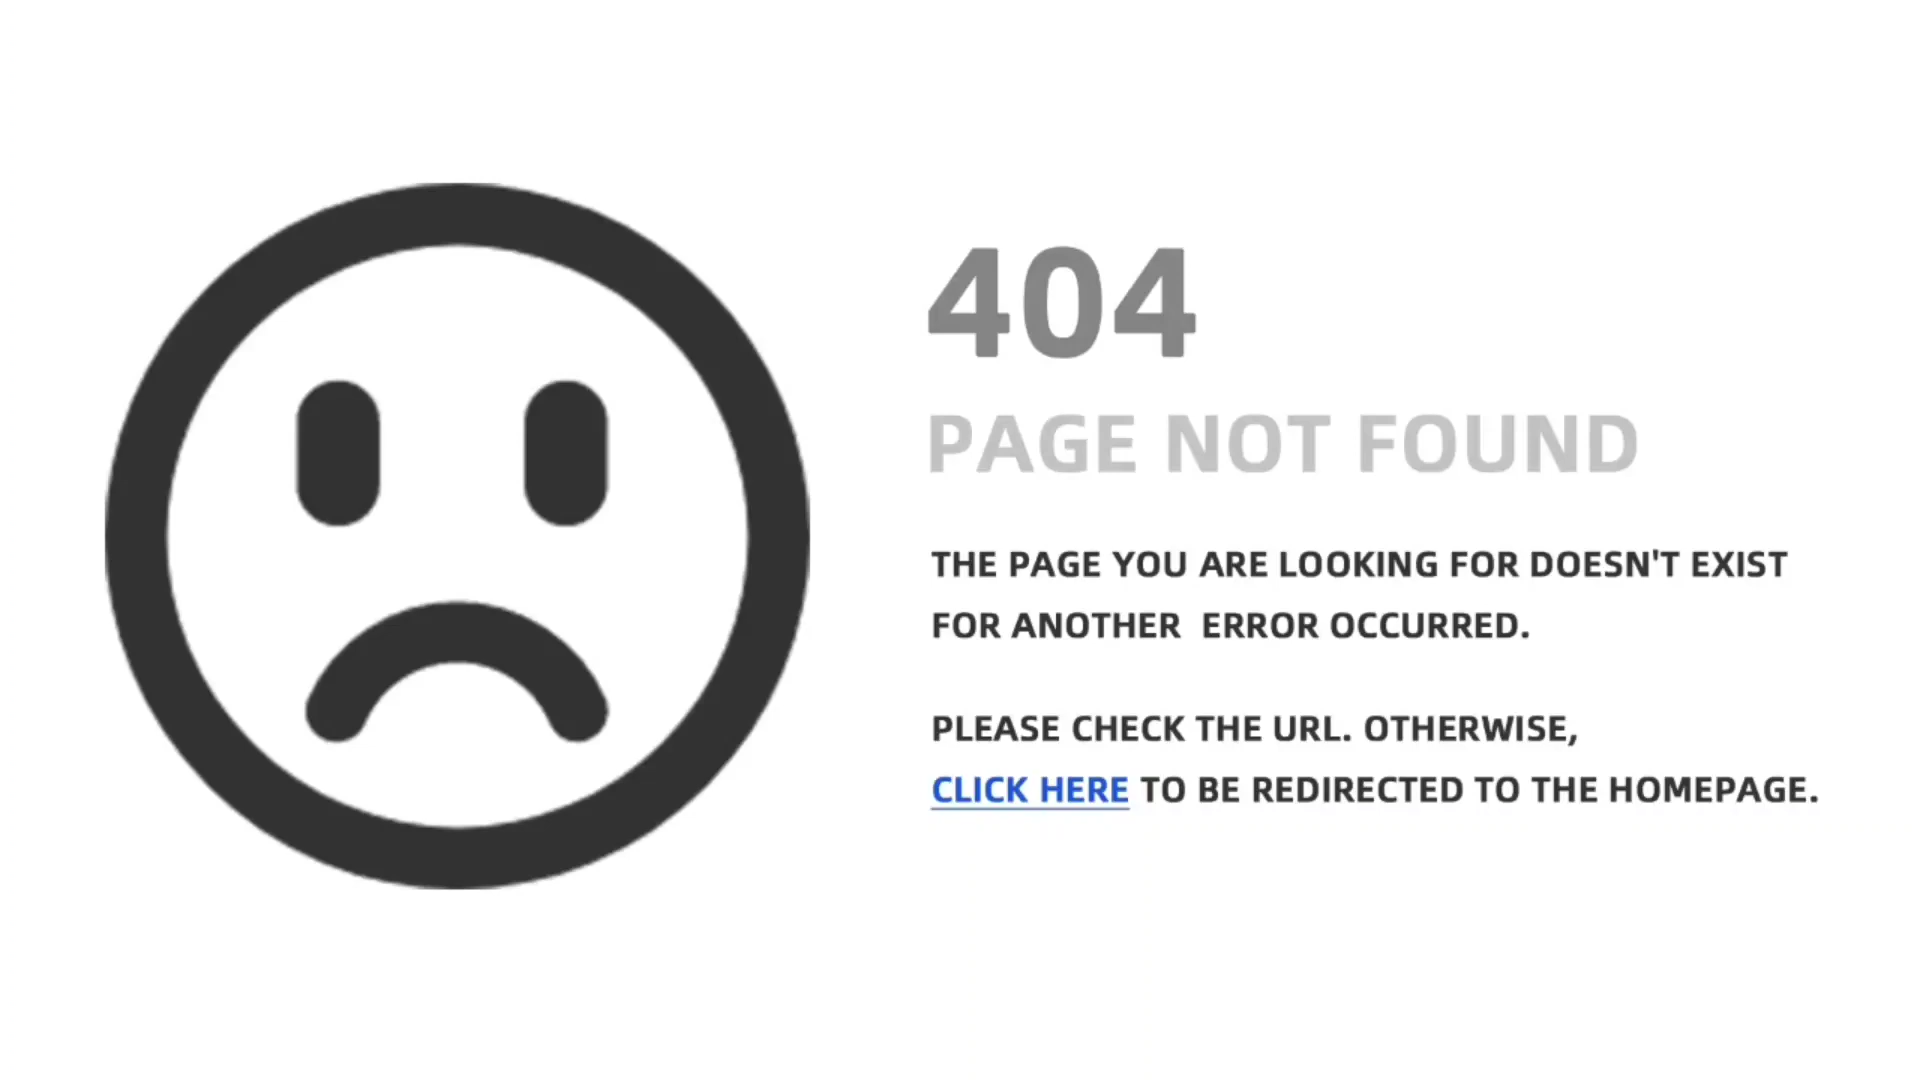 404
PAGE NOT FOUND
THE PAGE YOU ARE LOOKING FOR DOESN'T EXIST
FOR ANOTHER  ERROR OCCURRED.
PLEASE CHECK THE URL. OTHERWISE,
CLICK HERE TO BE REDIRECTED TO THE HOMEPAGE.